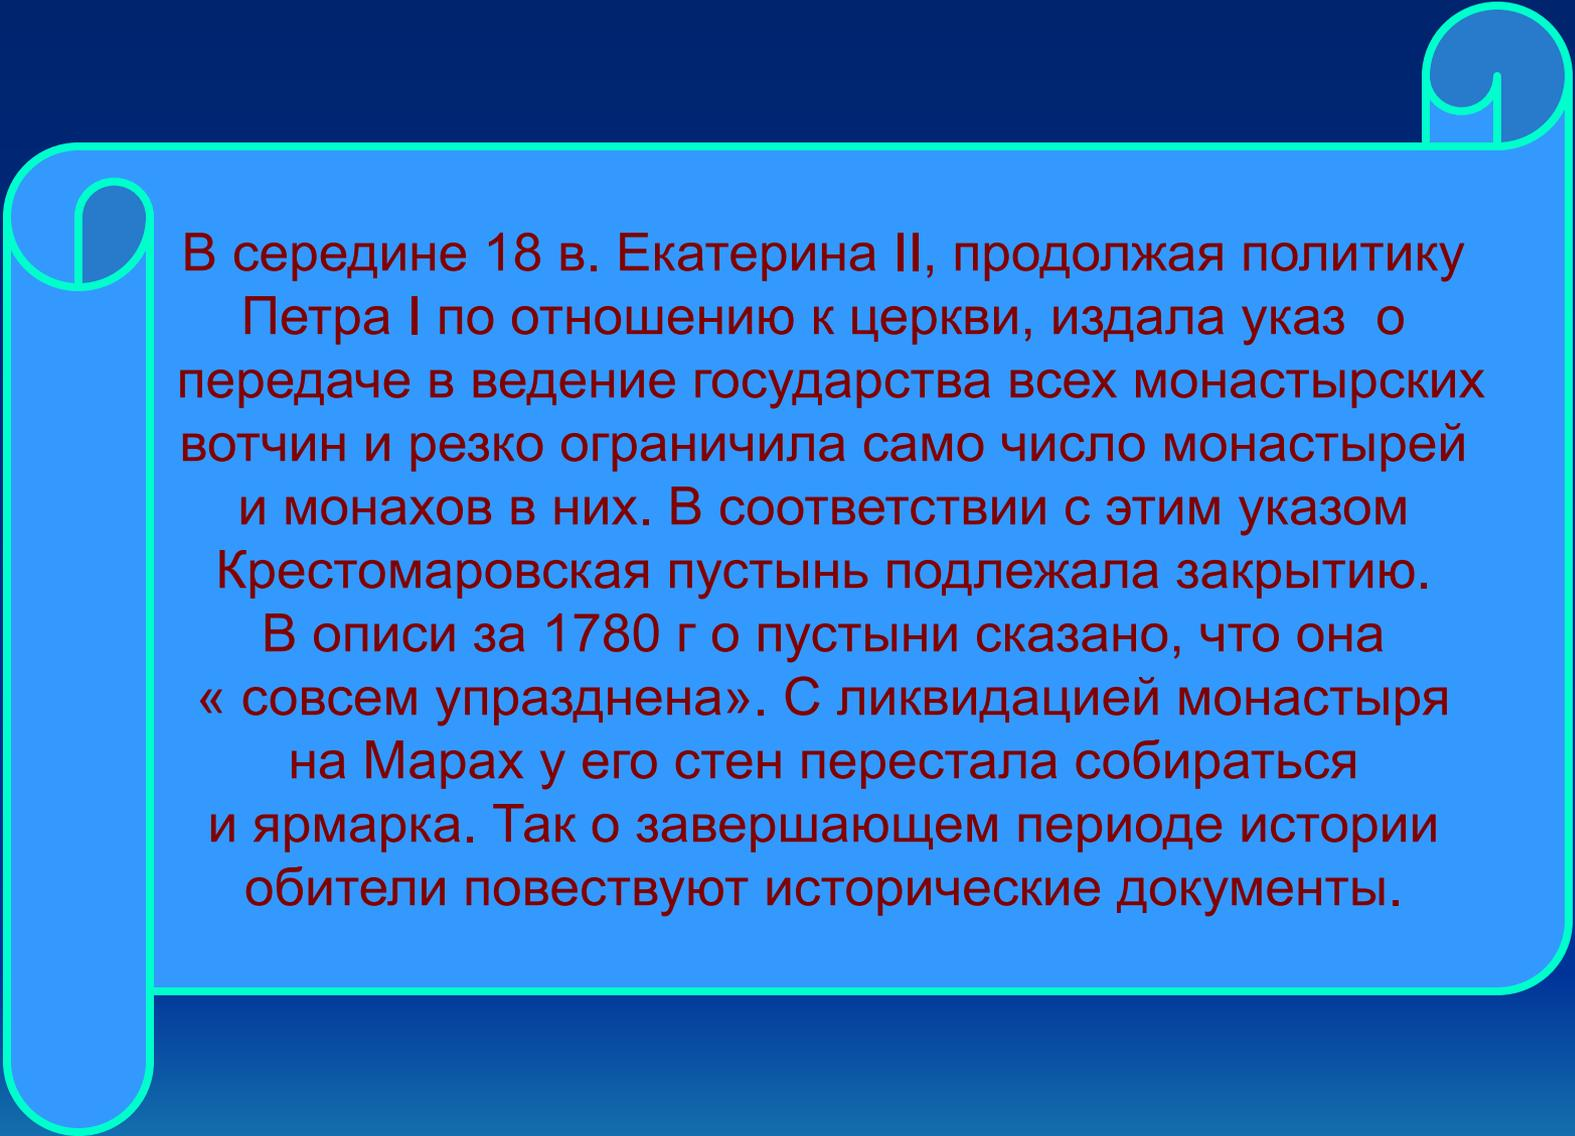 В середине 18 в. Екатерина II, продолжая политику
Петра I по отношению к церкви, издала указ  о
передаче в ведение государства всех монастырских
вотчин и резко ограничила само число монастырей
и монахов в них. В соответствии с этим указом
Крестомаровская пустынь подлежала закрытию.
В описи за 1780 г о пустыни сказано, что она
« совсем упразднена». С ликвидацией монастыря
на Марах у его стен перестала собираться
и ярмарка. Так о завершающем периоде истории
обители повествуют исторические документы.